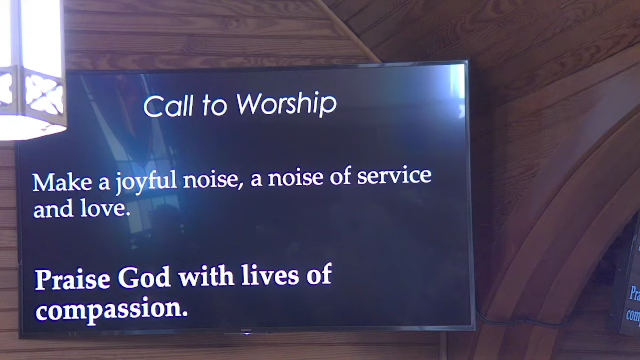 Call to Worship
Make a joyful noise, a noise of service
and love.
Praise God with lives of
compassion.